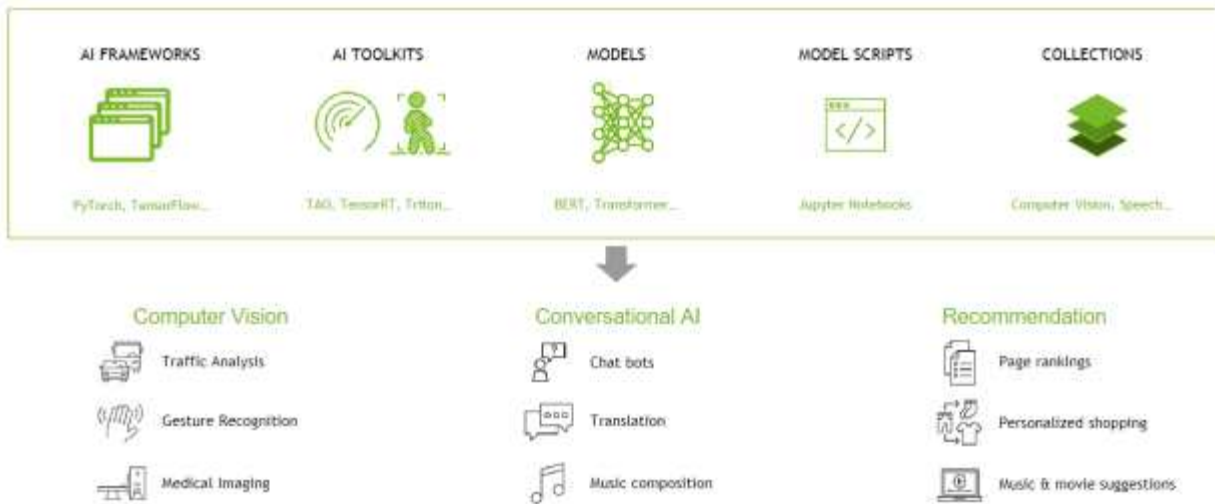 AI FRAMEWORKS
AI TOOLKITS
MODELS
MODEL SCRIPTS
COLLECTIONS
</>
PyTorch, TensorFlow...
TAO, TensorRT, Triton...
BERT, Transformer...
Jupyter Notebooks
Computer Vision, Speech...
Computer Vision
Conversational AI
Recommendation
Traffic Analysis
Chat bots
Page rankings
Gesture Recognition
Translation
Personalized shopping
Medical Imaging
Music composition
Music & movie suggestions